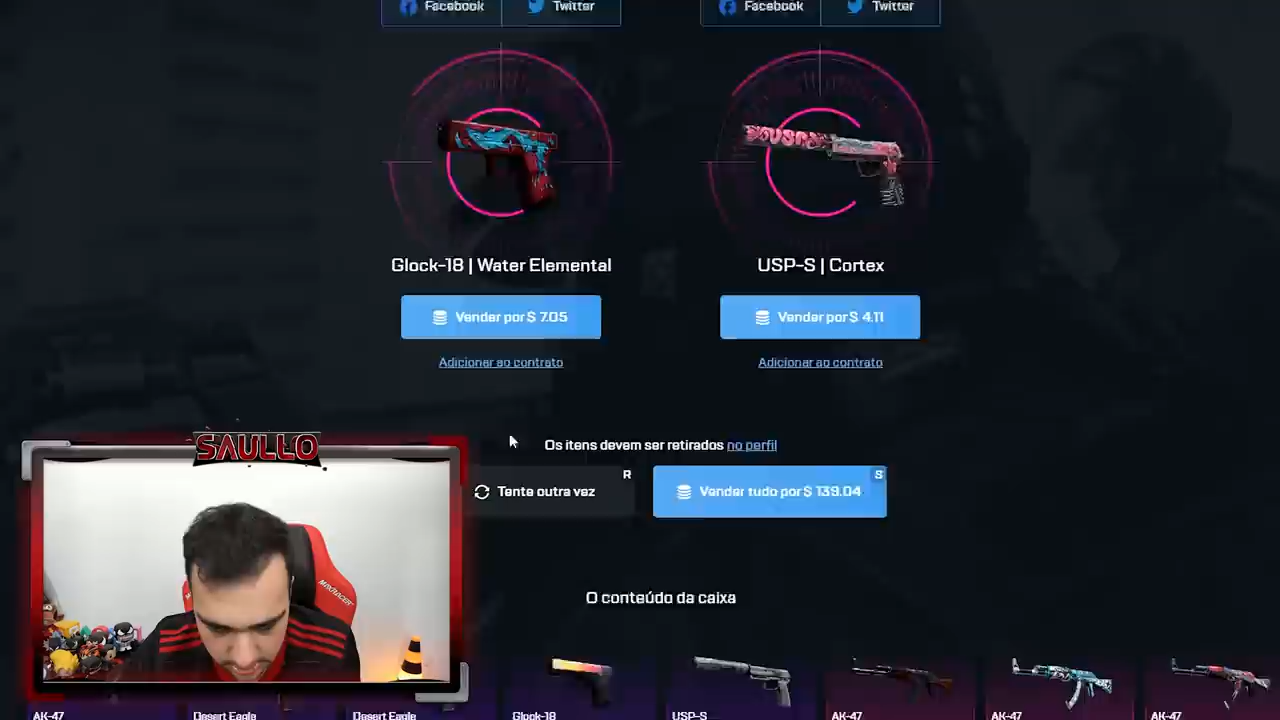 Facebook
Twitter
Facebook
Twitter
USP
Glock-18 | Water Elemental
USP-S | Cortex
Vender por $ 7.05
Vender por $ 4.11
Adicionar ao contrato
Adicionar ao contrato
Os itens devem ser retirados no perfil
R
S
Tente outra vez
Vender tudo por $ 139.04
SAULLO
MAXRACER
O conteúdo da caixa
AK-47
Desert Eagle
Desert Eagle
Glock-18
USP-S
AK-47
AK-47
AK-47